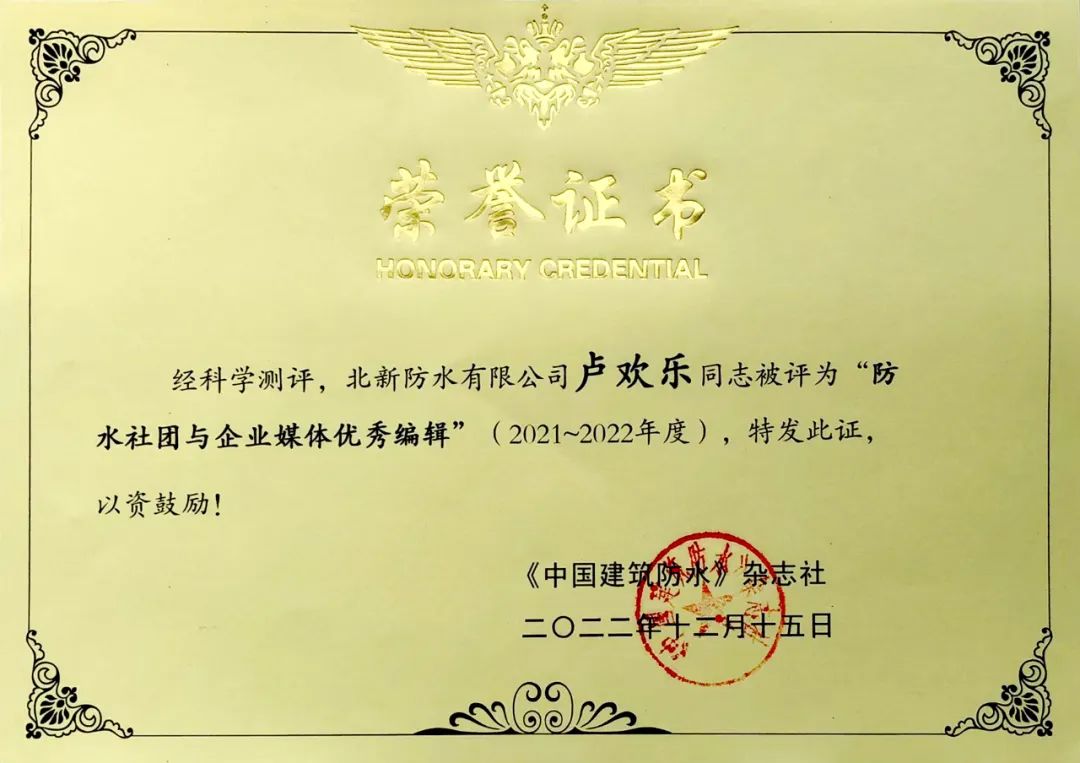 荣誉证书
HONORARY CREDENTIAL
经科学测评，北新防水有限公司卢欢乐同志被评为“防
水社团与企业媒体优秀编辑”（2021~2022年度），特发此证，
以资鼓励！
《中国建筑防水》杂志社
二〇二二年十二月十五日